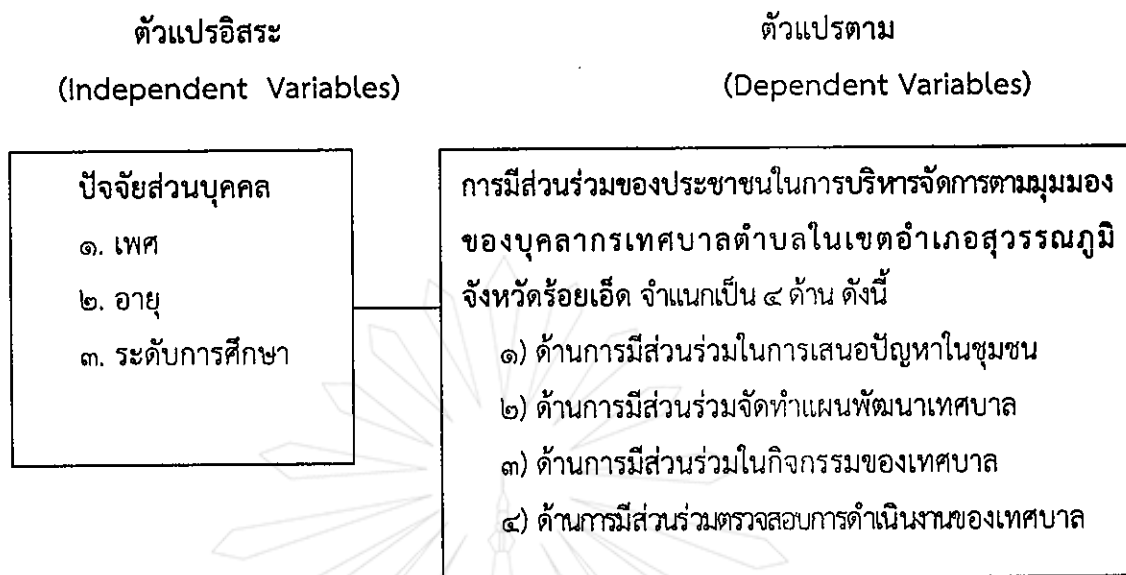 ตัวแปรอิสระ
(Independent Variables)
ตัวแปรตาม
(Dependent Variables)
ปัจจัยส่วนบุคคล
๑. เพศ
๒. อายุ
๓. ระดับการศึกษา
การมีส่วนร่วมของประชาชนในการบริหารจัดการตามมุมมอง
ของบุคลากรเทศบาลตำบลในเขตอำเภอสุวรรณภูมิ
จังหวัดร้อยเอ็ด จำแนกเป็น ๔ ด้าน ดังนี้
๑) ด้านการมีส่วนร่วมในการเสนอปัญหาในชุมชน
๒) ด้านการมีส่วนร่วมจัดทำแผนพัฒนาเทศบาล
๓) ด้านการมีส่วนร่วมในกิจกรรมของเทศบาล
๔) ด้านการมีส่วนร่วมตรวจสอบการดำเนินงานของเทศบาล